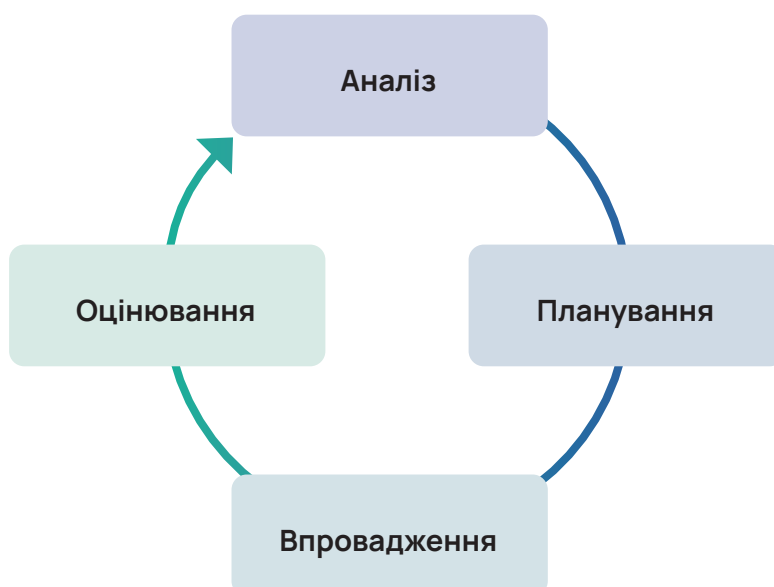 Аналіз
Оцінювання
Планування
Впровадження